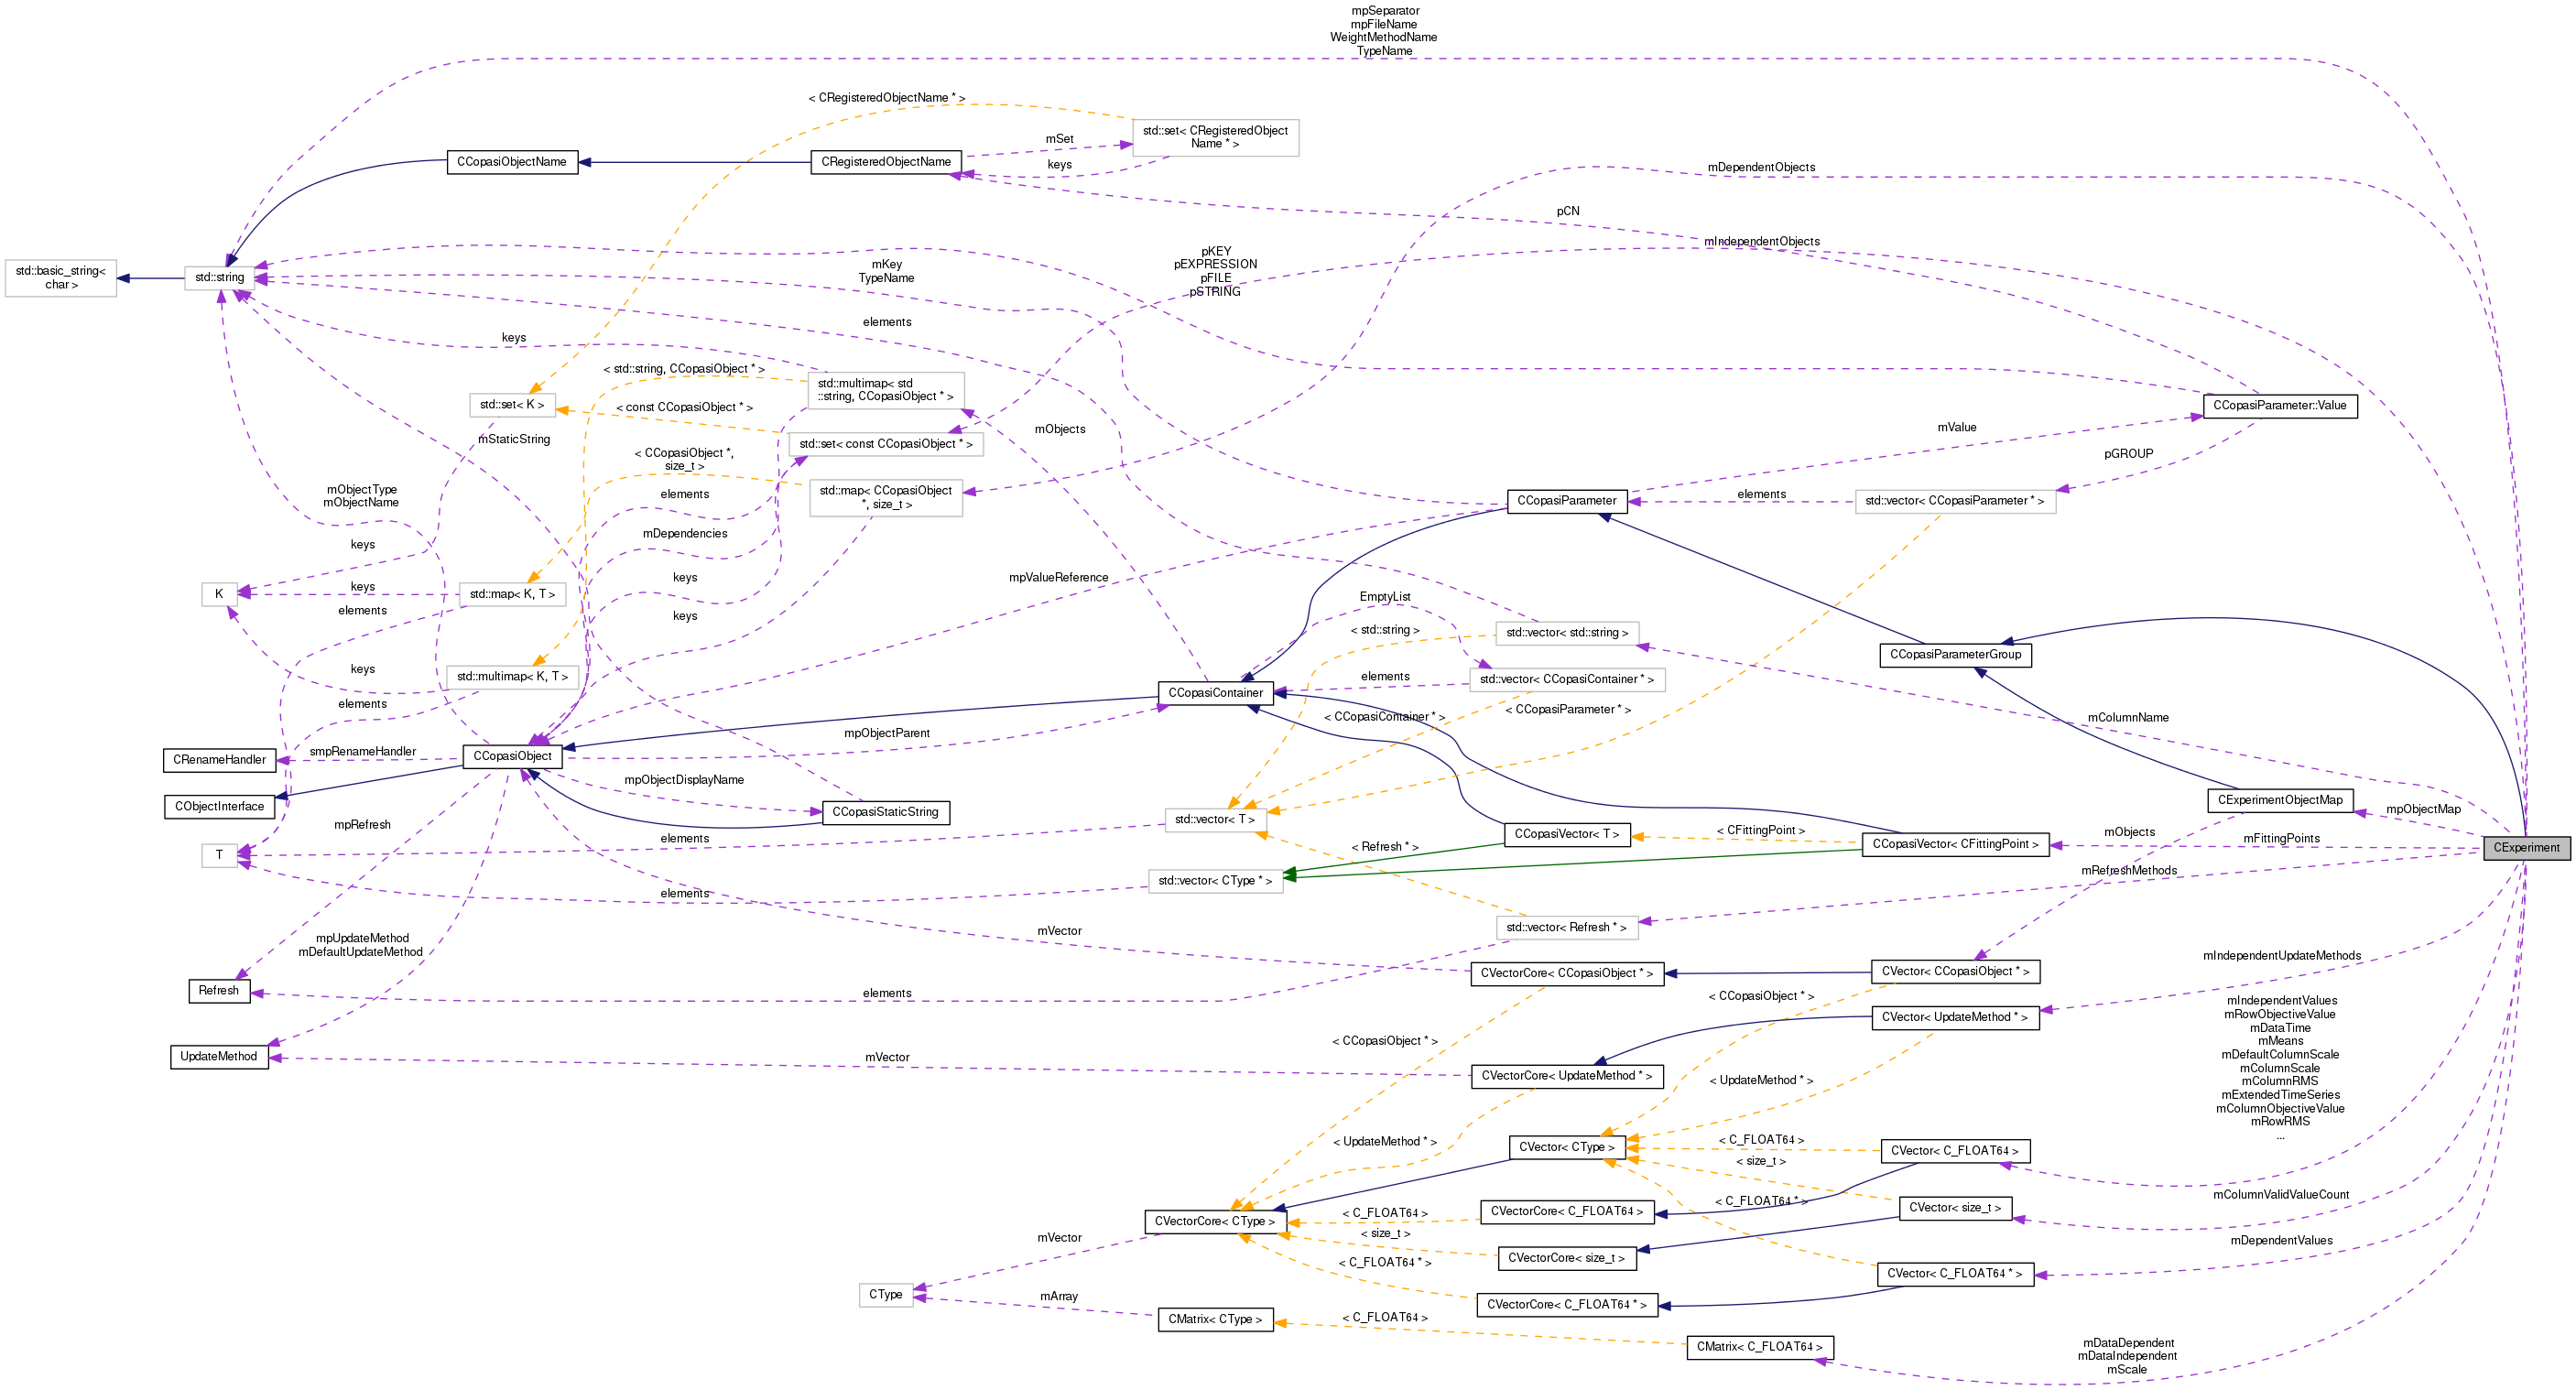 mpSeparator
mpFileName
WeightMethodName
TypeName
< CRegisteredObjectName * >
std::set< CRegisteredObject
Name * >
mSet
keys
CCopasiObjectName
CRegisteredObjectName
mDependentObjects
pCN
mIndependentObjects
std::basic_string<
char >
std::string
mKey
TypeName
pKEY
pEXPRESSION
pFILE
pSTRING
elements
keys
< std::string, CCopasiObject * >
std::multimap< std
::string, CCopasiObject * >
std::set< K >
< const CCopasiObject * >
CCopasiParameter::Value
mObjects
mValue
mStaticString
std::set< const CCopasiObject * >
pGROUP
< CCopasiObject *,
size_t >
mObjectType
mObjectName
elements
std::map< CCopasiObject
*, size_t >
CCopasiParameter
elements
std::vector< CCopasiParameter * >
keys
mDependencies
keys
mpValueReference
K
keys
std::map< K, T >
elements
keys
EmptyList
< std::string >
std::vector< std::string >
CCopasiParameterGroup
keys
std::multimap< K, T >
elements
CCopasiContainer
elements
std::vector< CCopasiContainer * >
< CCopasiContainer * >
< CCopasiParameter * >
mColumnName
CRenameHandler
smpRenameHandler
CCopasiObject
mpObjectParent
mpObjectDisplayName
CObjectInterface
CCopasiStaticString
CExperimentObjectMap
mpObjectMap
mpRefresh
std::vector< T >
CCopasiVector< T >
< CFittingPoint >
CCopasiVector< CFittingPoint >
mObjects
mFittingPoints
CExperiment
T
elements
< Refresh * >
mRefreshMethods
elements
std::vector< CType * >
mpUpdateMethod
mDefaultUpdateMethod
mVector
std::vector< Refresh * >
mIndependentUpdateMethods
Refresh
elements
CVectorCore< CCopasiObject * >
CVector< CCopasiObject * >
< CCopasiObject * >
CVector< UpdateMethod * >
mIndependentValues
mRowObjectiveValue
mDataTime
mMeans
mDefaultColumnScale
mColumnScale
mColumnRMS
mExtendedTimeSeries
mColumnObjectiveValue
mRowRMS
...
UpdateMethod
mVector
< CCopasiObject * >
CVectorCore< UpdateMethod * >
< UpdateMethod * >
< UpdateMethod * >
CVector< CType >
< C_FLOAT64 >
CVector< C_FLOAT64 >
< size_t >
mColumnValidValueCount
CVectorCore< CType >
< C_FLOAT64 >
CVectorCore< C_FLOAT64 >
< C_FLOAT64 * >
CVector< size_t >
mVector
< size_t >
CVectorCore< size_t >
mDependentValues
< C_FLOAT64 * >
CVector< C_FLOAT64 * >
CType
mArray
CMatrix< CType >
CVectorCore< C_FLOAT64 * >
< C_FLOAT64 >
CMatrix< C_FLOAT64 >
mDataDependent
mDataIndependent
mScale